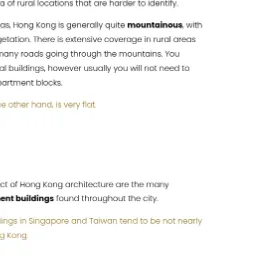 a of rural locations that are harder to identify.
as, Hong Kong is generally quite mountainous, with
getation. There is extensive coverage in rural areas
many roads going through the mountains. You
al buildings, however usually you will not need to
partment blocks.
e other hand, is very flat.
ct of Hong Kong architecture are the many
ent buildings found throughout the city.
dings in Singapore and Taiwan tend to be not nearly
g Kong.